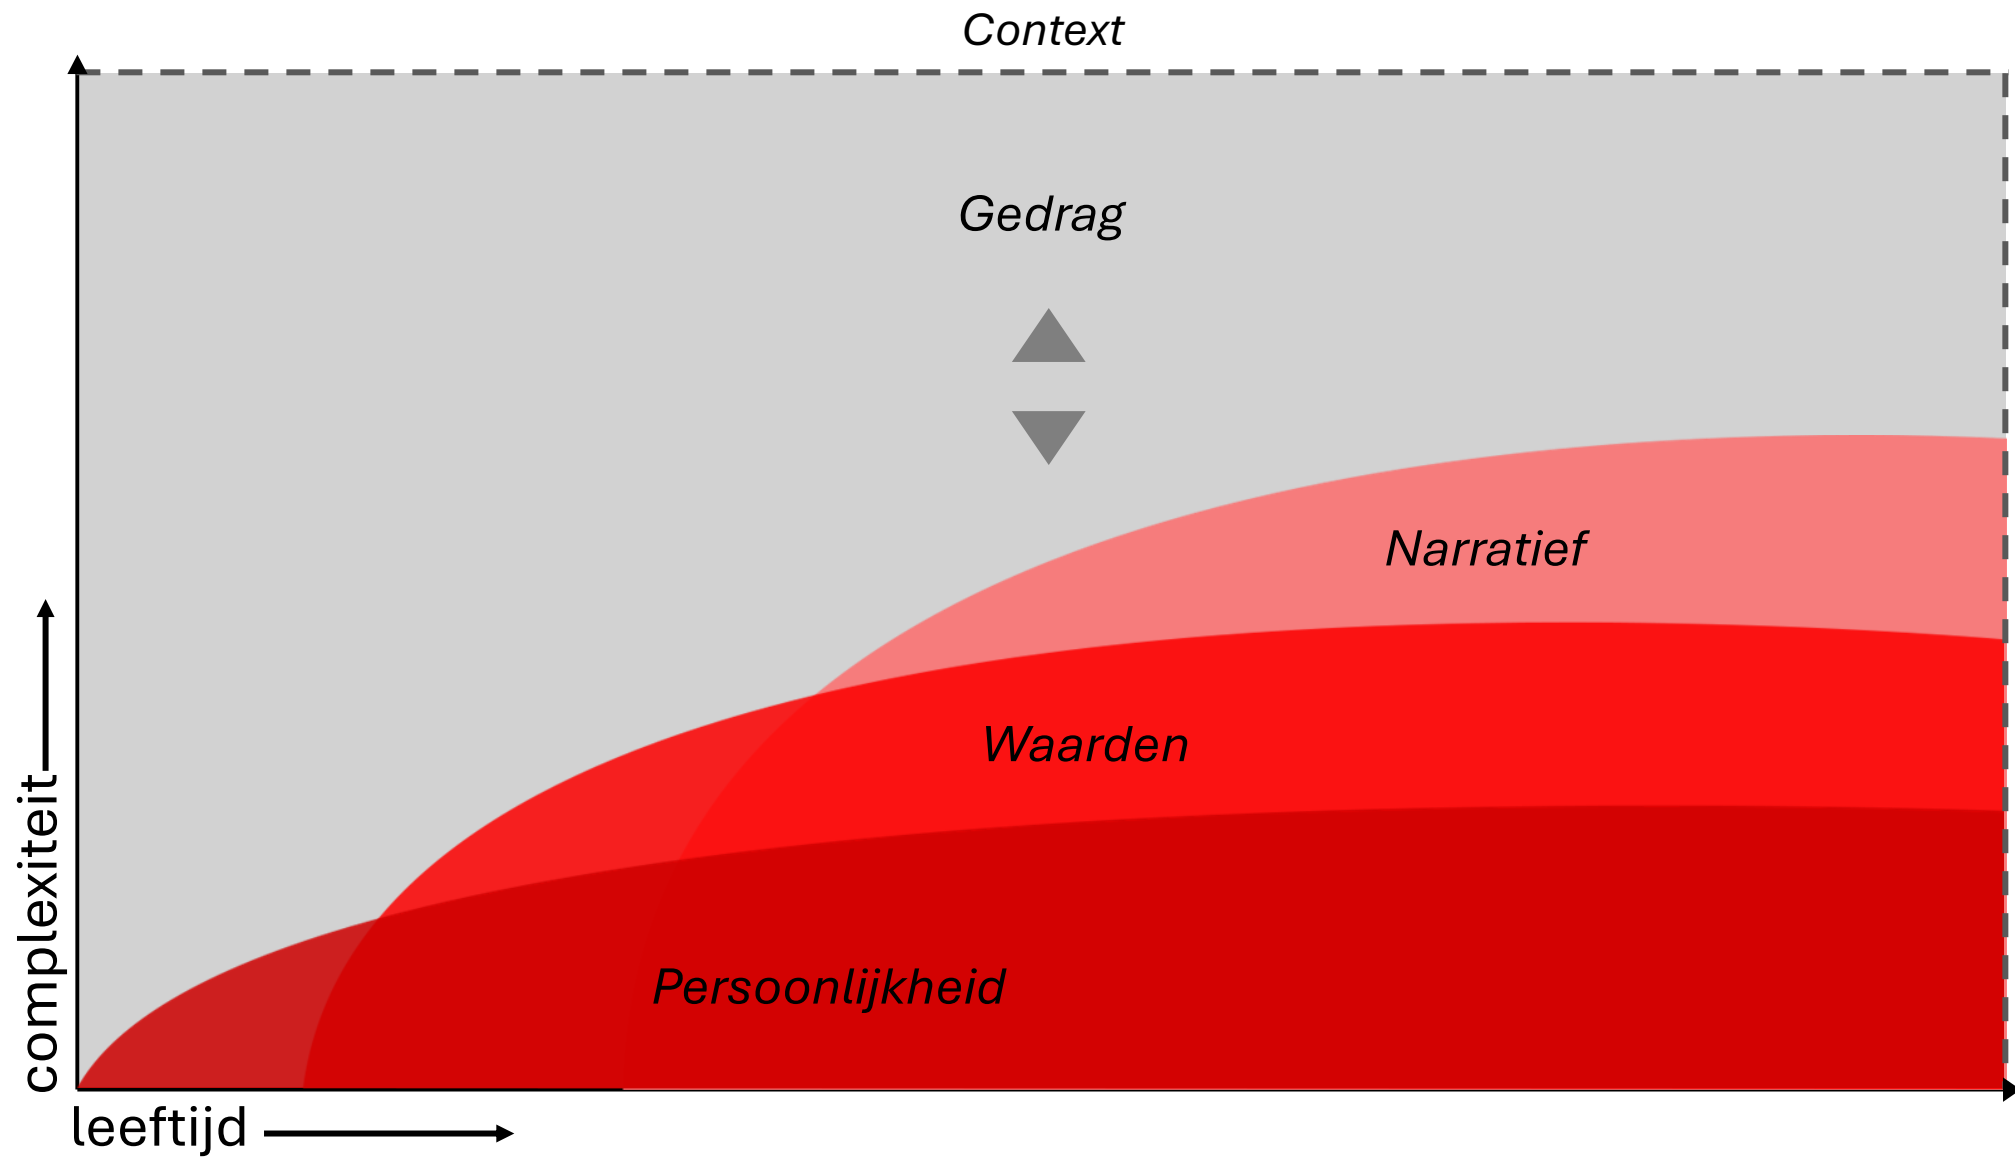 Context
Gedrag
Narratief
Waarden
Persoonlijkheid
complexiteit
leeftijd